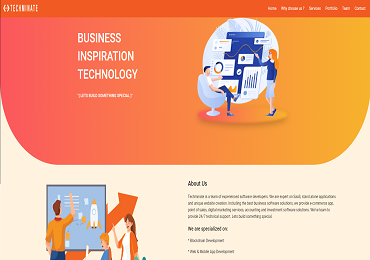 TECHMINATE
Home Why choose us ? Services Portfolio Team Contact
BUSINESS
INSPIRATION
TECHNOLOGY
"(LETS BUILD SOMETHING SPECIAL)"
About Us
Techminate is a team of experienced software developers. We are expert on SaaS, stand alone applications
and unique website creation. Including the best business software solutions, we provide e-commerce app,
point of sales, digital marketing services, accounting and investment software solutions. We're team to
provide 24/7 technical support. Lets build something special.
We are specialized on:
* Blockchain Development
* Web & Mobile App Development